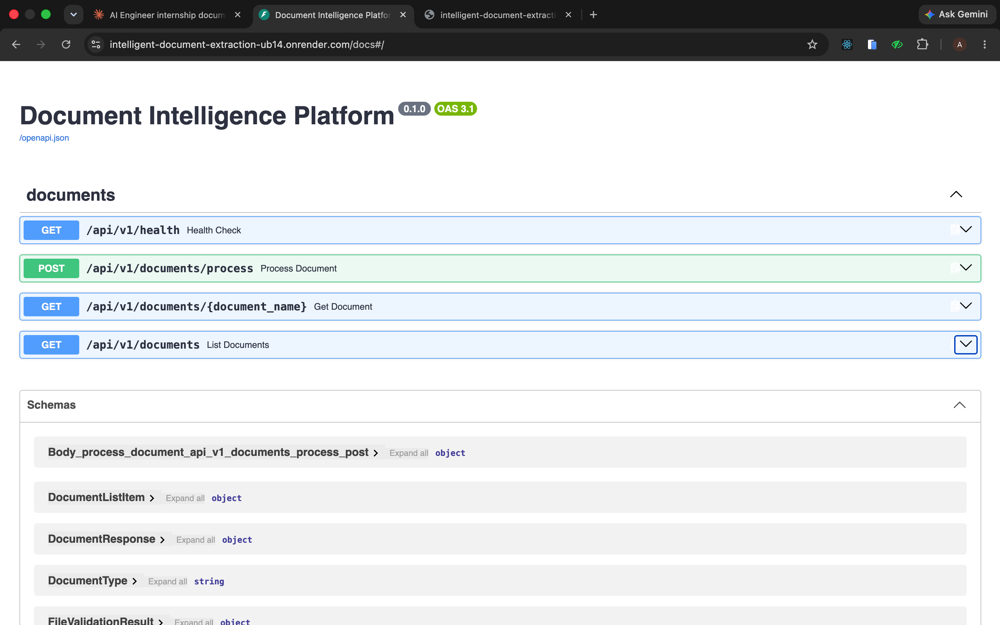 AI Engineer internship docum
Document Intelligence Platfor
intelligent-document-extracti
Ask Gemini
intelligent-document-extraction-ub14.onrender.com/docs#/
A
Document Intelligence Platform 0.1.0 OAS 3.1
/openapi.json
documents
GET /api/v1/health Health Check
POST /api/v1/documents/process Process Document
GET /api/v1/documents/{document_name} Get Document
GET /api/v1/documents List Documents
Schemas
Body_process_document_api_v1_documents_process_post Expand all object
DocumentListItem Expand all object
DocumentResponse Expand all object
DocumentType Expand all string
FileValidationResult Expand all object